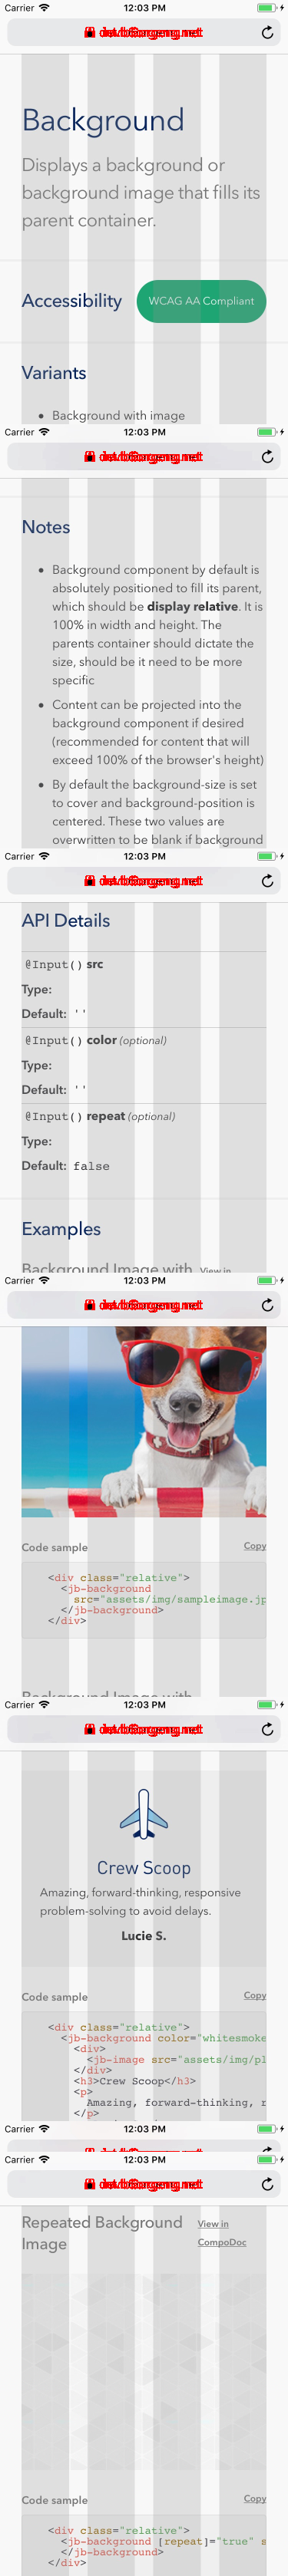 Carrier 12:03 PM
Background
Displays a background or
background image that fills its
parent container.
Accessibility WCAG AA Compliant
Variants
• Background with image
Carrier 12:03 PM
Notes
• Background component by default is
absolutely positioned to fill its parent,
which should be display relative. It is
100% in width and height. The
parents container should dictate the
size, should be it need to be more
specific
• Content can be projected into the
background component if desired
(recommended for content that will
exceed 100% of the browser's height)
• By default the background-size is set
to cover and background-position is
centered. These two values are
overwritten to be blank if background
Carrier 12:03 PM
API Details
@Input() src
Type:
Default: ''
@Input() color (optional)
Type:
Default: ''
@Input() repeat (optional)
Type:
Default: false
Examples
Background Image with View in
Carrier 12:03 PM
Code sample Copy
<div class="relative">
<jb-background
src="assets/img/sampleimage.jp
</jb-background>
</div>
Background Image with
Carrier 12:03 PM
Crew Scoop
Amazing, forward-thinking, responsive
problem-solving to avoid delays.
Lucie S.
Code sample Copy
<div class="relative">
<jb-background color="whitesmoke
<div>
<jb-image src="assets/img/pl
</div>
<h3>Crew Scoop</h3>
<p>
Amazing, forward-thinking, r
</p>
Carrier 12:03 PM
Carrier 12:03 PM
Repeated Background View in
Image CompoDoc
Code sample Copy
<div class="relative">
<jb-background [repeat]="true" s
</jb-background>
</div>